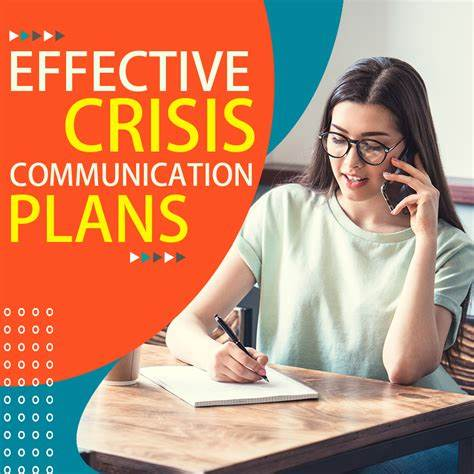 EFFECTIVE
CRISIS
COMMUNICATION
PLANS